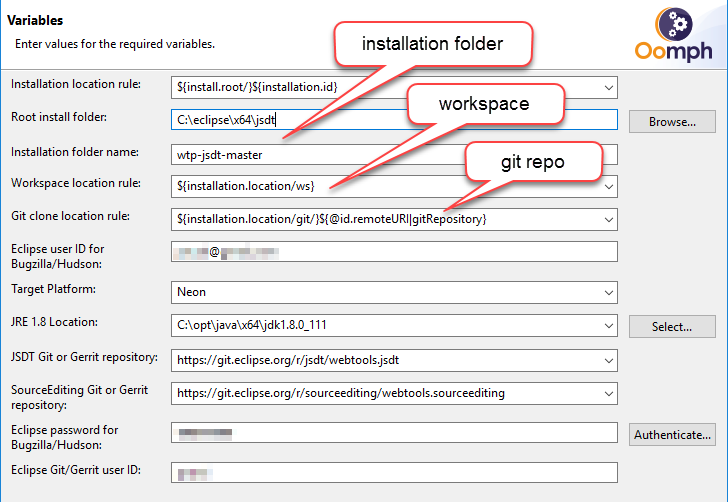 Variables
Enter values for the required variables.
Oomph
installation folder
Installation location rule:
${install.root/}${installation.id}
workspace
Root install folder:
C:\eclipse\x64\jsdt
Browse...
Installation folder name:
wtp-jsdt-master
git repo
Workspace location rule:
${installation.location/ws}
Git clone location rule:
${installation.location/git/}${@id.remoteURI|gitRepository}
Eclipse user ID for
Bugzilla/Hudson:
Target Platform:
Neon
JRE 1.8 Location:
C:\opt\java\x64\jdk1.8.0_111
Select...
JSDT Git or Gerrit repository:
https://git.eclipse.org/r/jsdt/webtools.jsdt
SourceEditing Git or Gerrit
repository:
https://git.eclipse.org/r/sourceediting/webtools.sourceediting
Eclipse password for
Bugzilla/Hudson:
Authenticate...
Eclipse Git/Gerrit user ID: